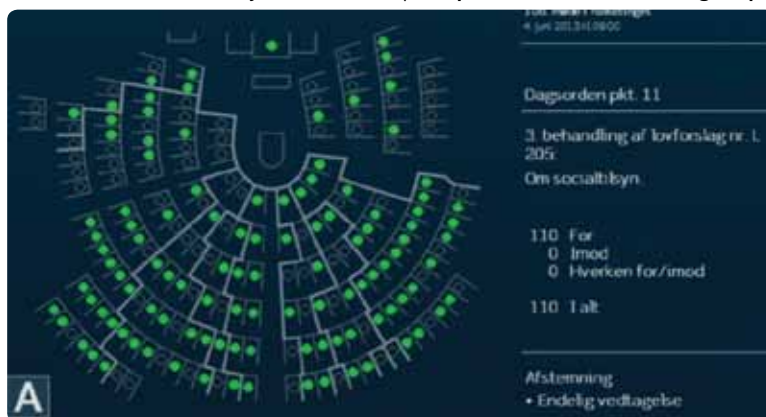 4. juni 2013 kl 09:00
Dagsorden pkt. 11
3. behandling af lovforslag nr. L
205:
Om socialtilsyn.
110 For
0 Imod
0 Hverken for/imod
110 I alt
Afstemning
• Endelig vedtagelse
A